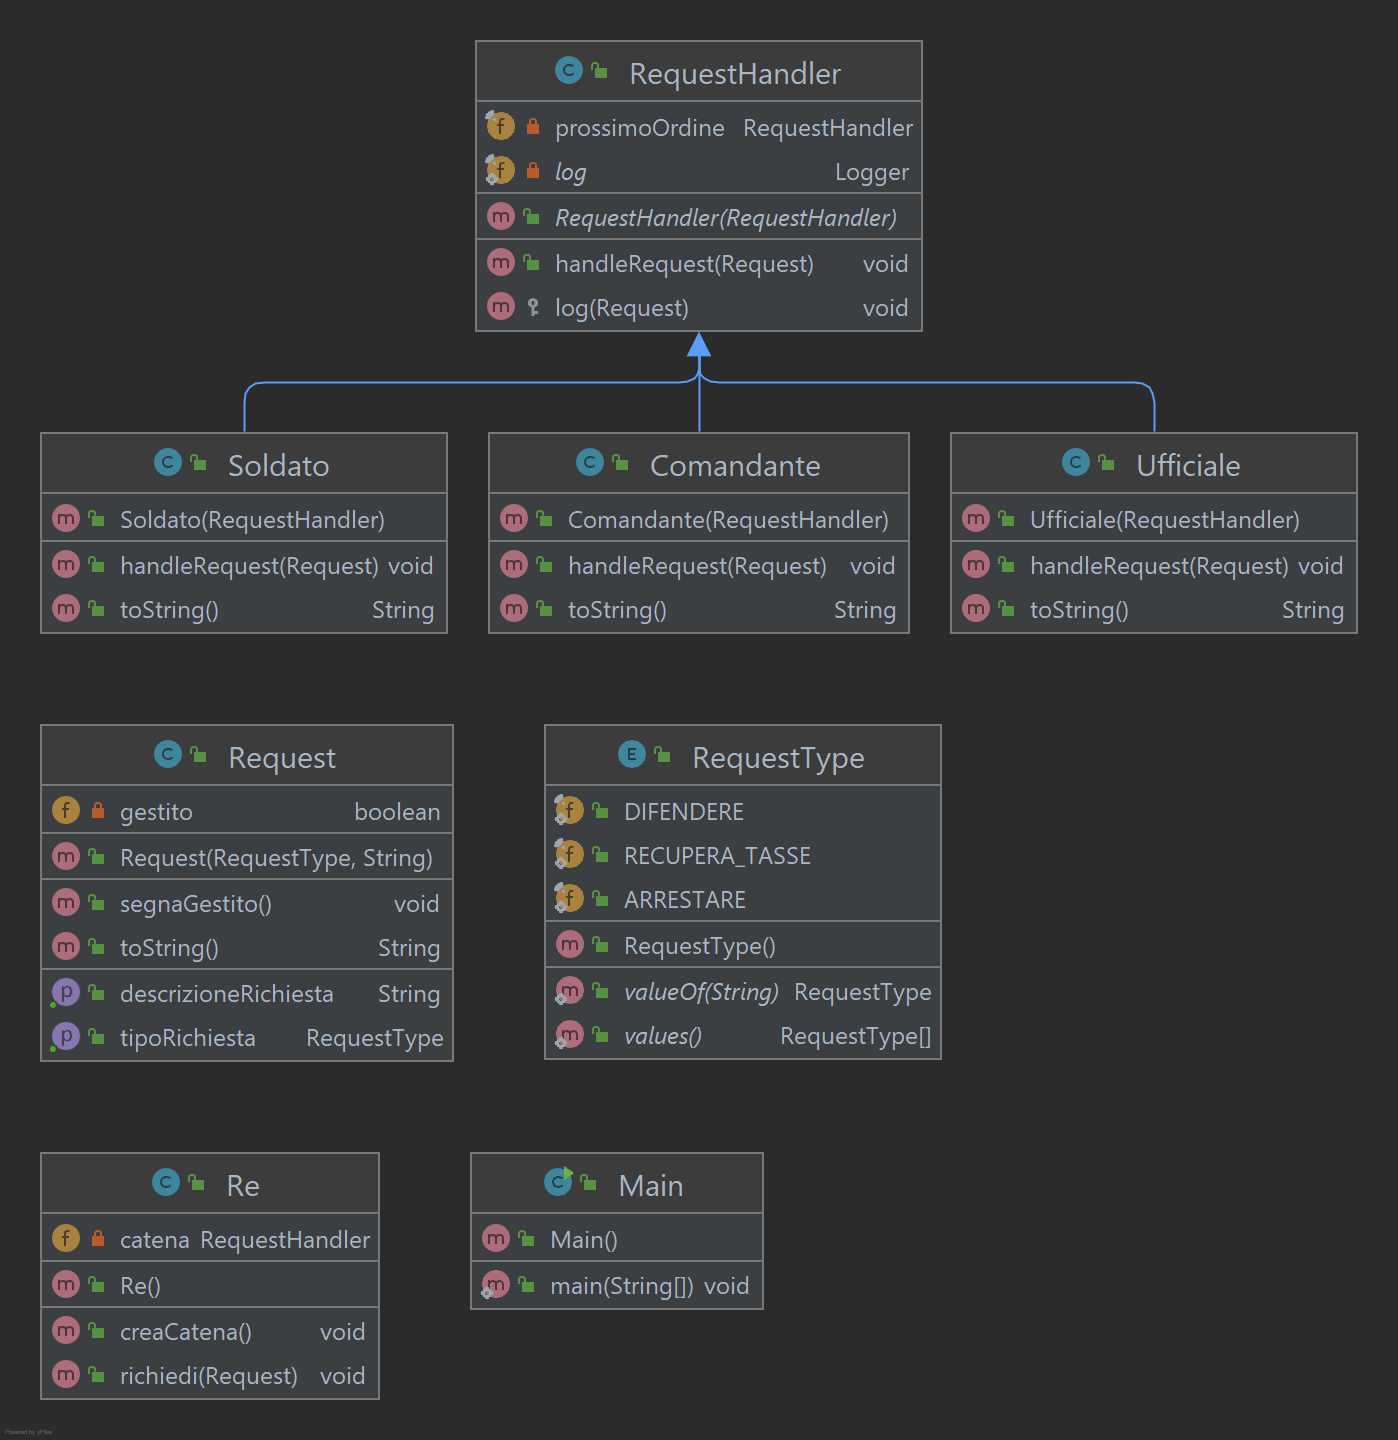 RequestHandler
prossimoOrdine RequestHandler
log Logger
RequestHandler(RequestHandler)
handleRequest(Request) void
log(Request) void
Soldato
Soldato(RequestHandler)
handleRequest(Request) void
toString() String
Comandante
Comandante(RequestHandler)
handleRequest(Request) void
toString() String
Ufficiale
Ufficiale(RequestHandler)
handleRequest(Request) void
toString() String
Request
gestito boolean
Request(RequestType, String)
segnaGestito() void
toString() String
descrizioneRichiesta String
tipoRichiesta RequestType
RequestType
DIFENDERE
RECUPERA_TASSE
ARRESTARE
RequestType()
valueOf(String) RequestType
values() RequestType[]
Re
catena RequestHandler
Re()
creaCatena() void
richiedi(Request) void
Main
Main()
main(String[]) void
Powered by yFiles